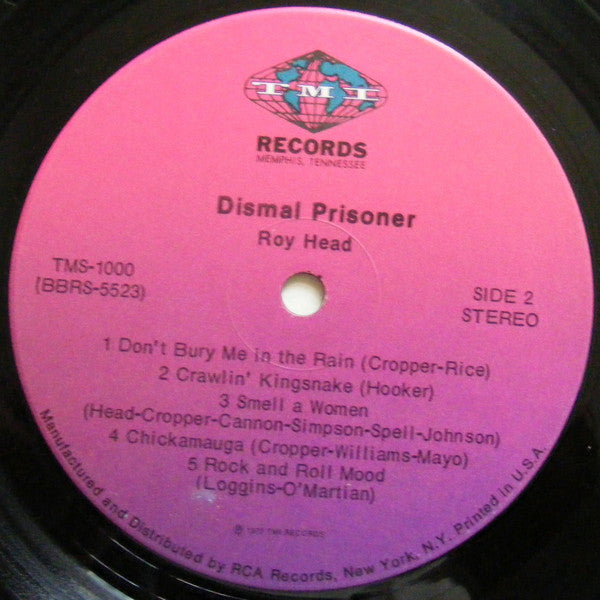 TMI
RECORDS
MEMPHIS, TENNESSEE
Dismal Prisoner
Roy Head
TMS-1000
[BBRS-5523)
SIDE 2
STEREO
1 Don't Bury Me in the Rain (Cropper-Rice)
2 Crawlin' Kingsnake (Hooker)
3 Smell a Women
(Head-Cropper-Cannon-Simpson-Spell-Johnson)
4 Chickamauga (Cropper-Williams-Mayo)
5 Rock and Roll Mood
(Loggins-O'Martian)
℗ 1972 TMI RECORDS
Manufactured and Distributed by RCA Records, New York, N.Y. Printed in U.S.A.